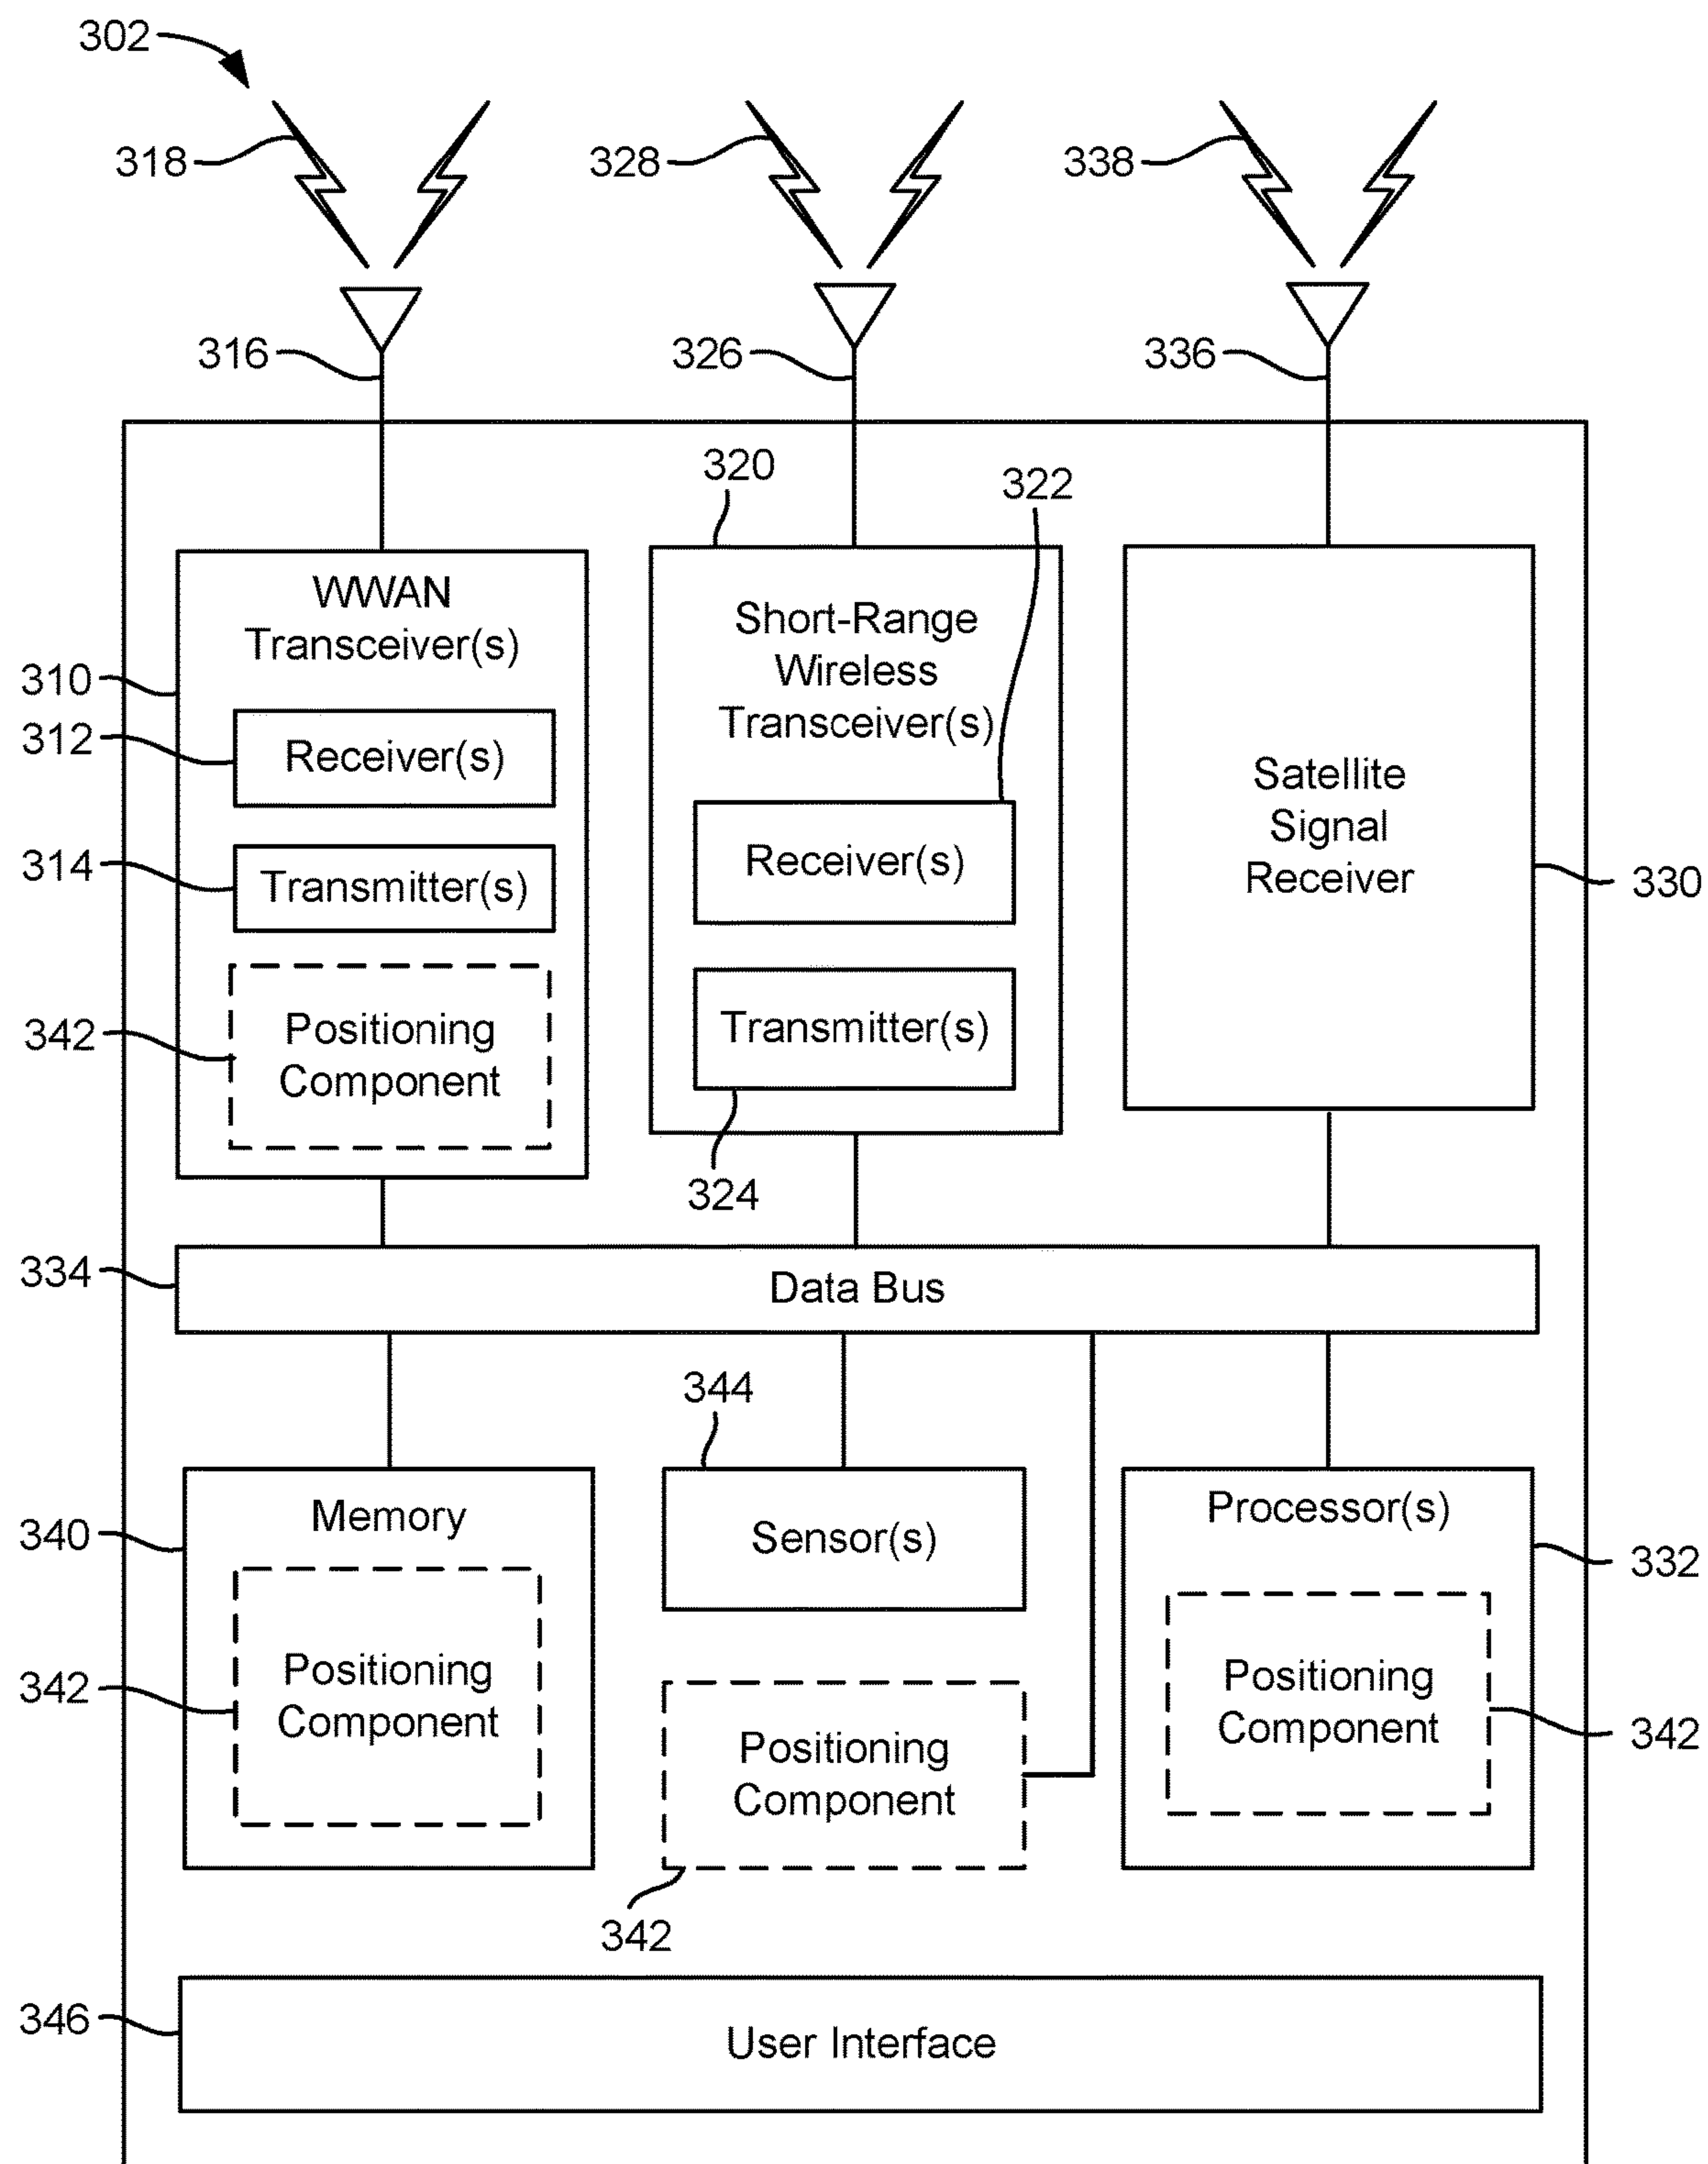 302
318
328
338
316
326
336
320
322
WWAN
Transceiver(s)
310
312
Receiver(s)
314
Transmitter(s)
342
Positioning
Component
Short-Range
Wireless
Transceiver(s)
Receiver(s)
Transmitter(s)
324
Satellite
Signal
Receiver
330
334
Data Bus
344
340
Memory
342
Positioning
Component
Sensor(s)
Positioning
Component
342
Processor(s)
332
Positioning
Component
342
346
User Interface